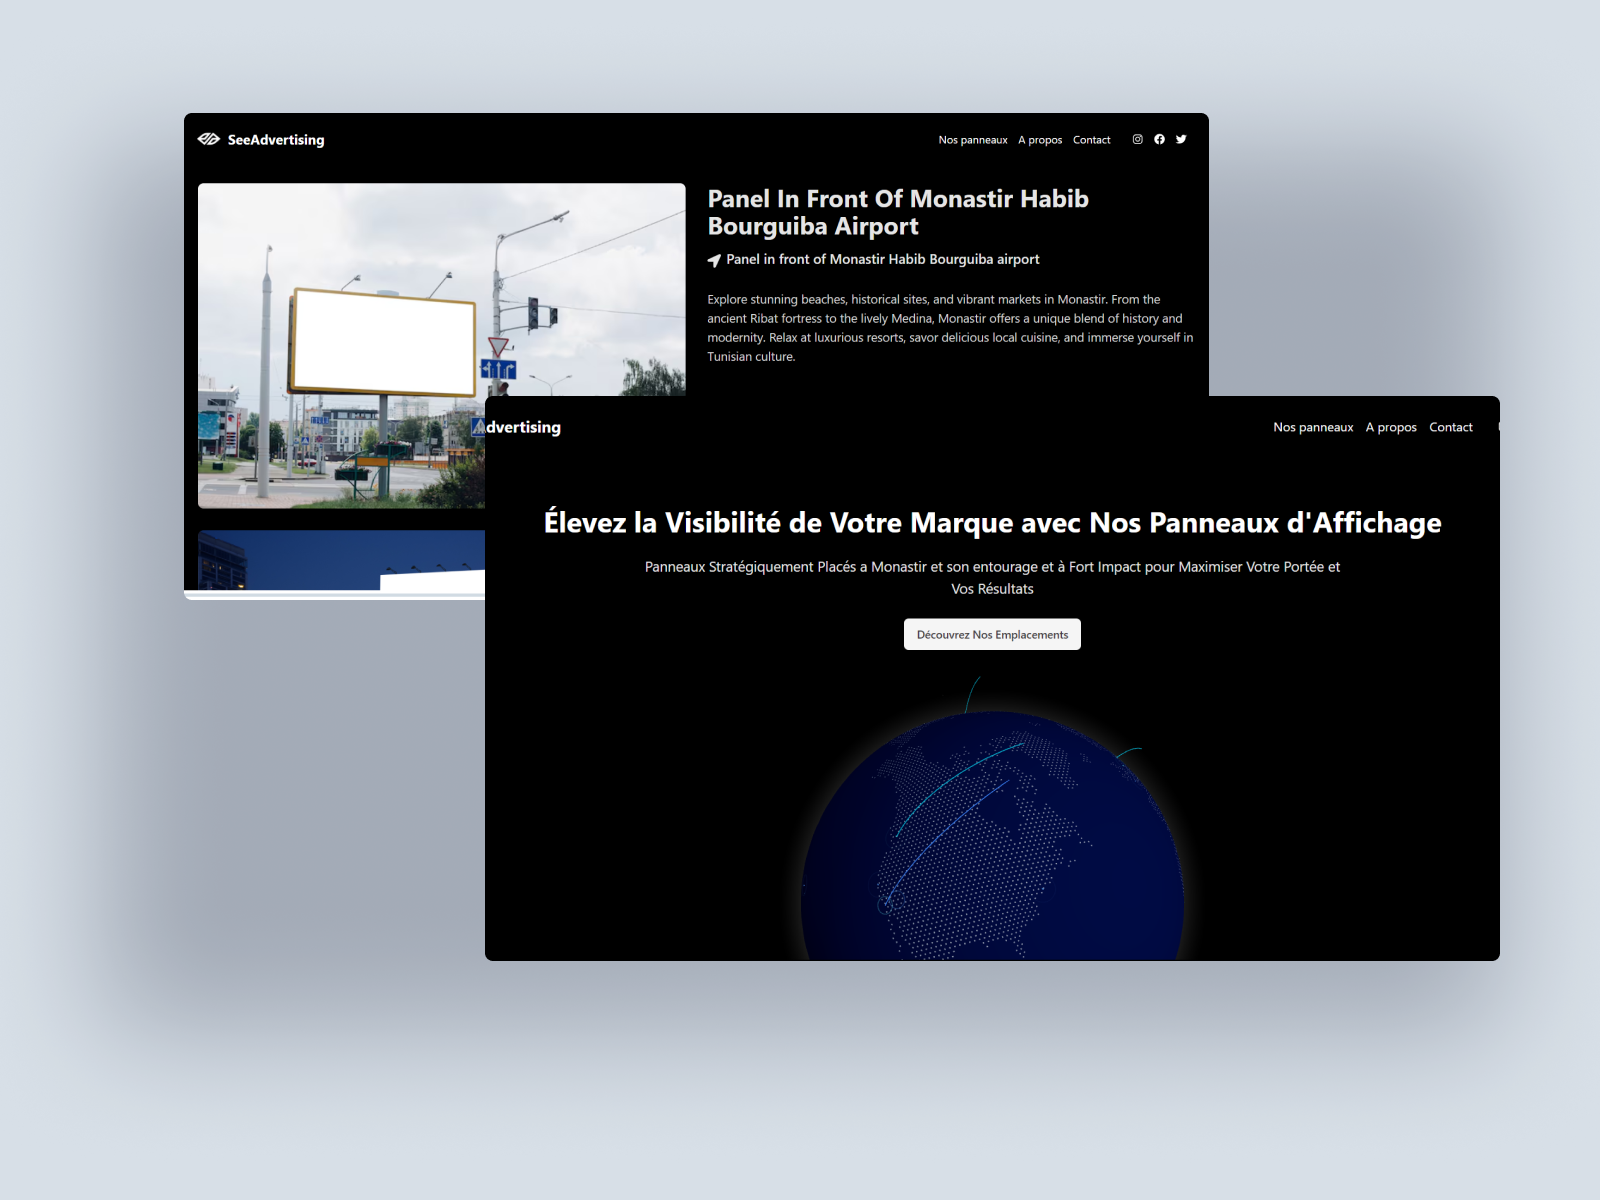 SeeAdvertising
Nos panneaux A propos Contact
Panel In Front Of Monastir Habib
Bourguiba Airport
Panel in front of Monastir Habib Bourguiba airport
Explore stunning beaches, historical sites, and vibrant markets in Monastir. From the
ancient Ribat fortress to the lively Medina, Monastir offers a unique blend of history and
modernity. Relax at luxurious resorts, savor delicious local cuisine, and immerse yourself in
Tunisian culture.
dvertising
Nos panneaux A propos Contact
Élevez la Visibilité de Votre Marque avec Nos Panneaux d'Affichage
Panneaux Stratégiquement Placés a Monastir et son entourage et à Fort Impact pour Maximiser Votre Portée et
Vos Résultats
Découvrez Nos Emplacements